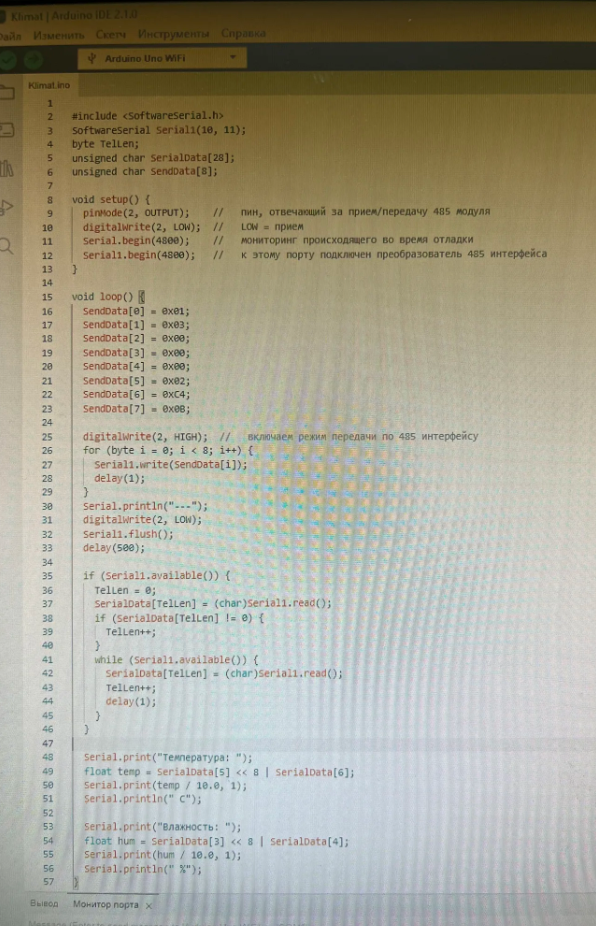 Klimat | Arduino IDE 2.1.0
Файл Изменить Скетч Инструменты Справка
Arduino Uno WiFi
Klimat.ino
1
2 #include <SoftwareSerial.h>
3 SoftwareSerial Serial1(10, 11);
4 byte TelLen;
5 unsigned char SerialData[28];
6 unsigned char SendData[8];
7
8 void setup() {
9 pinMode(2, OUTPUT); // пин, отвечающий за прием/передачу 485 модуля
10 digitalWrite(2, LOW); // LOW = прием
11 Serial.begin(4800); // мониторинг происходящего во время отладки
12 Serial1.begin(4800); // к этому порту подключен преобразователь 485 интерфейса
13 }
14
15 void loop() {
16 SendData[0] = 0x01;
17 SendData[1] = 0x03;
18 SendData[2] = 0x00;
19 SendData[3] = 0x00;
20 SendData[4] = 0x00;
21 SendData[5] = 0x02;
22 SendData[6] = 0xC4;
23 SendData[7] = 0x0B;
24
25 digitalWrite(2, HIGH); // включаем режим передачи по 485 интерфейсу
26 for (byte i = 0; i < 8; i++) {
27 Serial1.write(SendData[i]);
28 delay(1);
29 }
30 Serial.println("---");
31 digitalWrite(2, LOW);
32 Serial1.flush();
33 delay(500);
34
35 if (Serial1.available()) {
36 TelLen = 0;
37 SerialData[TelLen] = (char)Serial1.read();
38 if (SerialData[TelLen] != 0) {
39 TelLen++;
40 }
41 while (Serial1.available()) {
42 SerialData[TelLen] = (char)Serial1.read();
43 TelLen++;
44 delay(1);
45 }
46 }
47
48 Serial.print("Температура: ");
49 float temp = SerialData[5] << 8 | SerialData[6];
50 Serial.print(temp / 10.0, 1);
51 Serial.println(" C");
52
53 Serial.print("Влажность: ");
54 float hum = SerialData[3] << 8 | SerialData[4];
55 Serial.print(hum / 10.0, 1);
56 Serial.println(" %");
57 }
Вывод Монитор порта ×